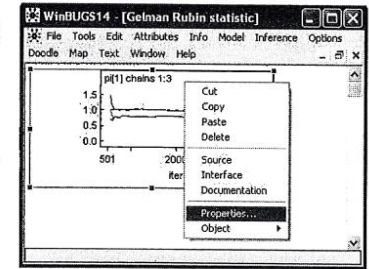 WinBUGS14 - [Gelman Rubin statistic]
File Tools Edit Attributes Info Model Inference Options
Doodle Map Text Window Help
pi[1] chains 1:3
1.5
1.0
0.5
0.0
501 2000
iter
Cut
Copy
Paste
Delete
Source
Interface
Documentation
Properties...
Object